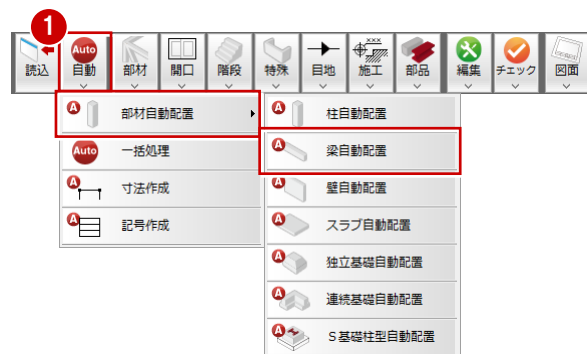 1
読込
Auto
自動
部材
開口
階段
特殊
目地
×××
施工
部品
編集
チェック
図面
A
部材自動配置
Auto
一括処理
A
寸法作成
A
記号作成
A
柱自動配置
A
梁自動配置
A
壁自動配置
A
スラブ自動配置
A
独立基礎自動配置
A
連続基礎自動配置
A
S基礎柱型自動配置